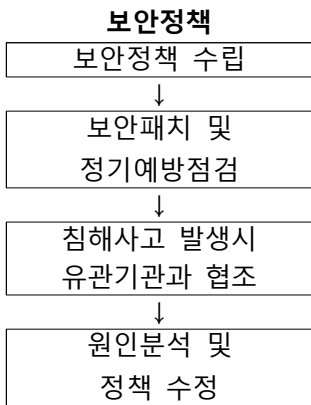 보안정책
보안정책 수립
↓
보안패치 및
정기예방점검
↓
침해사고 발생시
유관기관과 협조
↓
원인분석 및
정책 수정